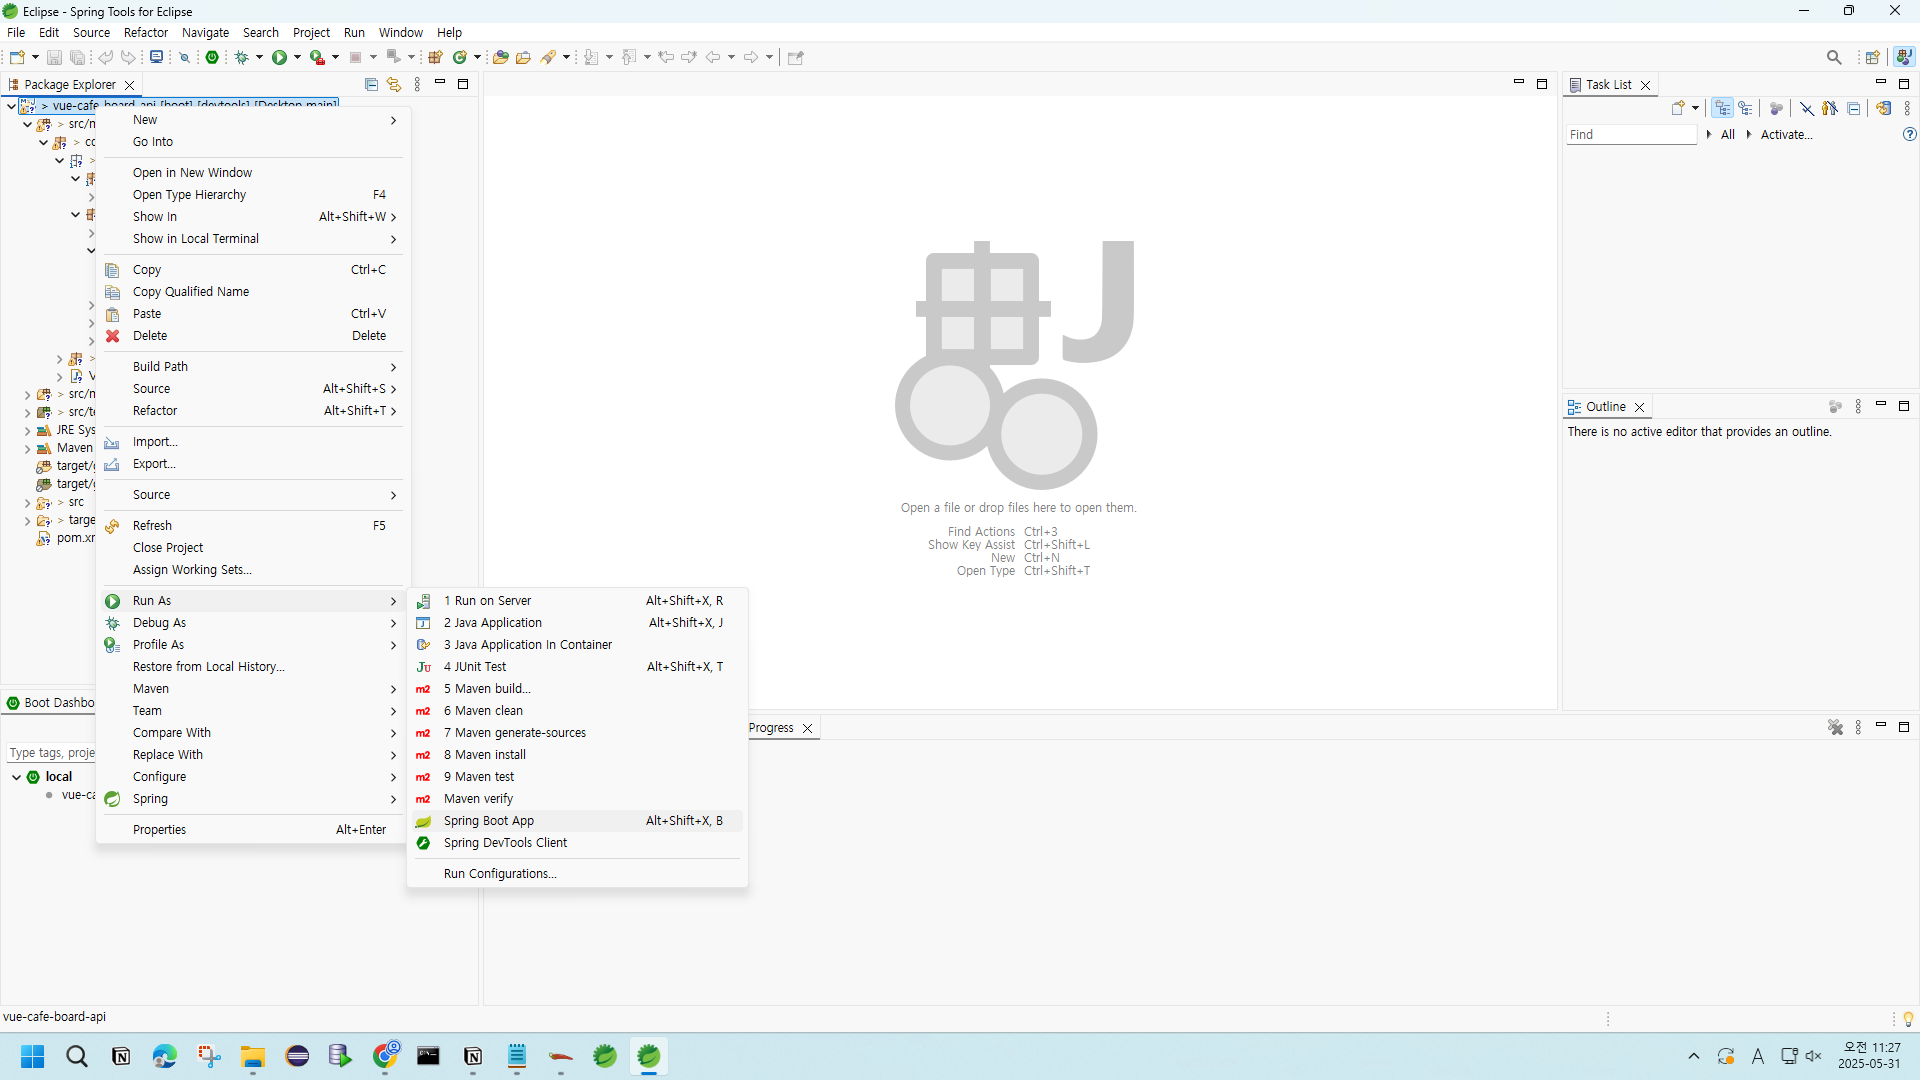 Eclipse - Spring Tools for Eclipse
File Edit Source Refactor Navigate Search Project Run Window Help
Package Explorer
> vue-cafe-board-api [boot] [devtools] [Desktop main]
New
Go Into
Open in New Window
Open Type Hierarchy F4
Show In Alt+Shift+W
Show in Local Terminal
Copy Ctrl+C
Copy Qualified Name
Paste Ctrl+V
Delete Delete
Build Path
Source Alt+Shift+S
Refactor Alt+Shift+T
Import...
Export...
Source
Refresh F5
Close Project
Assign Working Sets...
Run As
Debug As
Profile As
Restore from Local History...
Maven
Team
Compare With
Replace With
Configure
Spring
Properties Alt+Enter
> src/m
> co
>
V
> src/m
> src/te
JRE Sys
Maven
target/g
target/g
> src
> targe
pom.xm
1 Run on Server Alt+Shift+X, R
2 Java Application Alt+Shift+X, J
3 Java Application In Container
4 JUnit Test Alt+Shift+X, T
5 Maven build...
6 Maven clean
7 Maven generate-sources
8 Maven install
9 Maven test
Maven verify
Spring Boot App Alt+Shift+X, B
Spring DevTools Client
Run Configurations...
Boot Dashbo
Type tags, proje
local
vue-ca
Open a file or drop files here to open them.
Find Actions Ctrl+3
Show Key Assist Ctrl+Shift+L
New Ctrl+N
Open Type Ctrl+Shift+T
Progress
Task List
Find All Activate...
Outline
There is no active editor that provides an outline.
vue-cafe-board-api
A
오전 11:27
2025-05-31